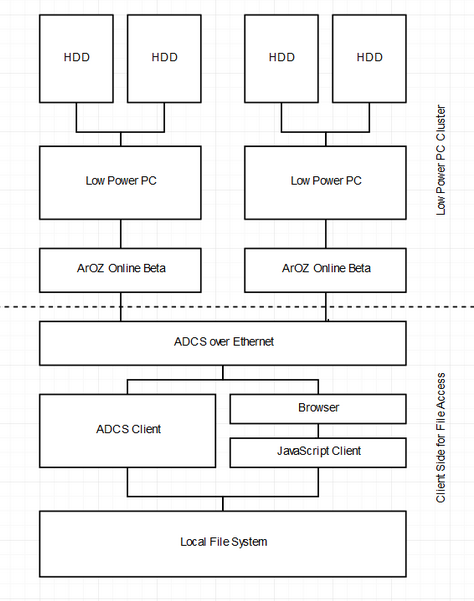 HDD
HDD
HDD
HDD
Low Power PC
Low Power PC
Low Power PC Cluster
ArOZ Online Beta
ArOZ Online Beta
ADCS over Ethernet
ADCS Client
Browser
JavaScript Client
Client Side for File Access
Local File System